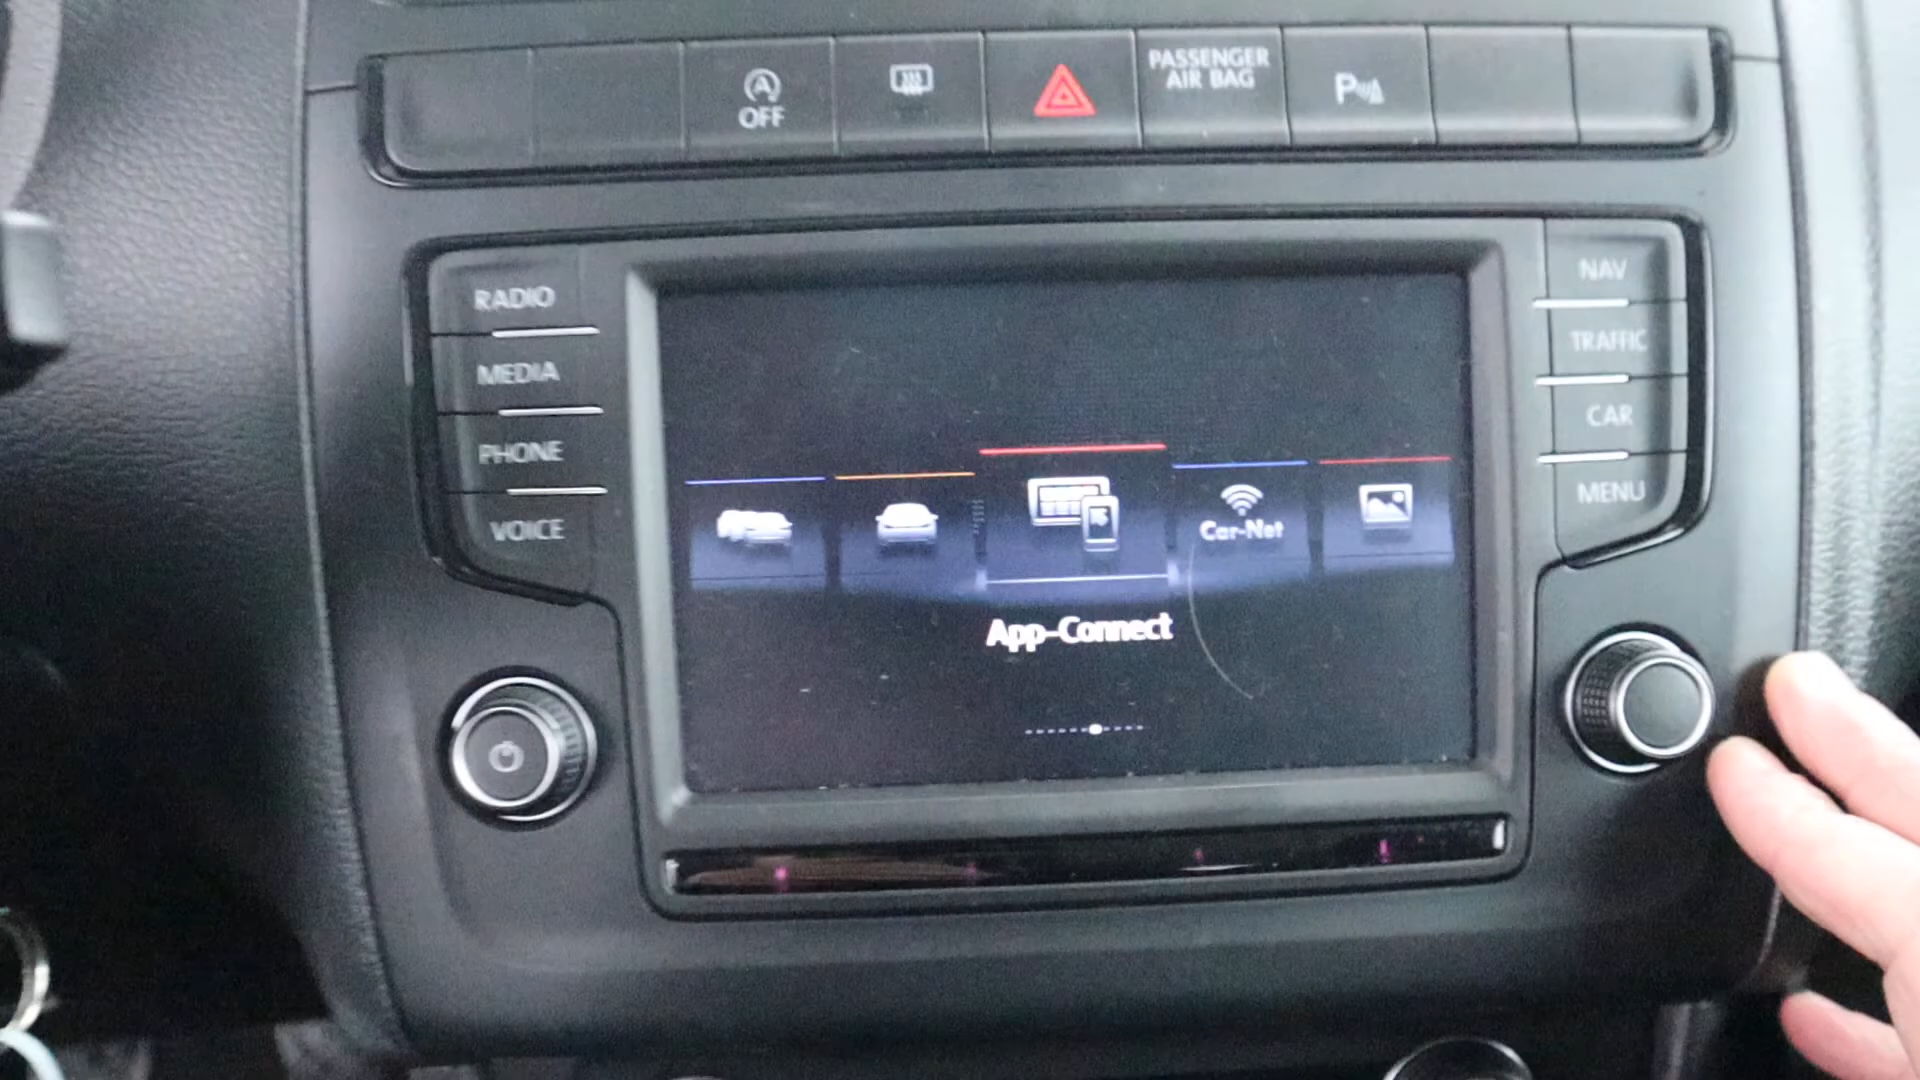 OFF
PASSENGER
AIR BAG
P
RADIO
MEDIA
PHONE
VOICE
NAV
TRAFFIC
CAR
MENU
Car-Net
App-Connect